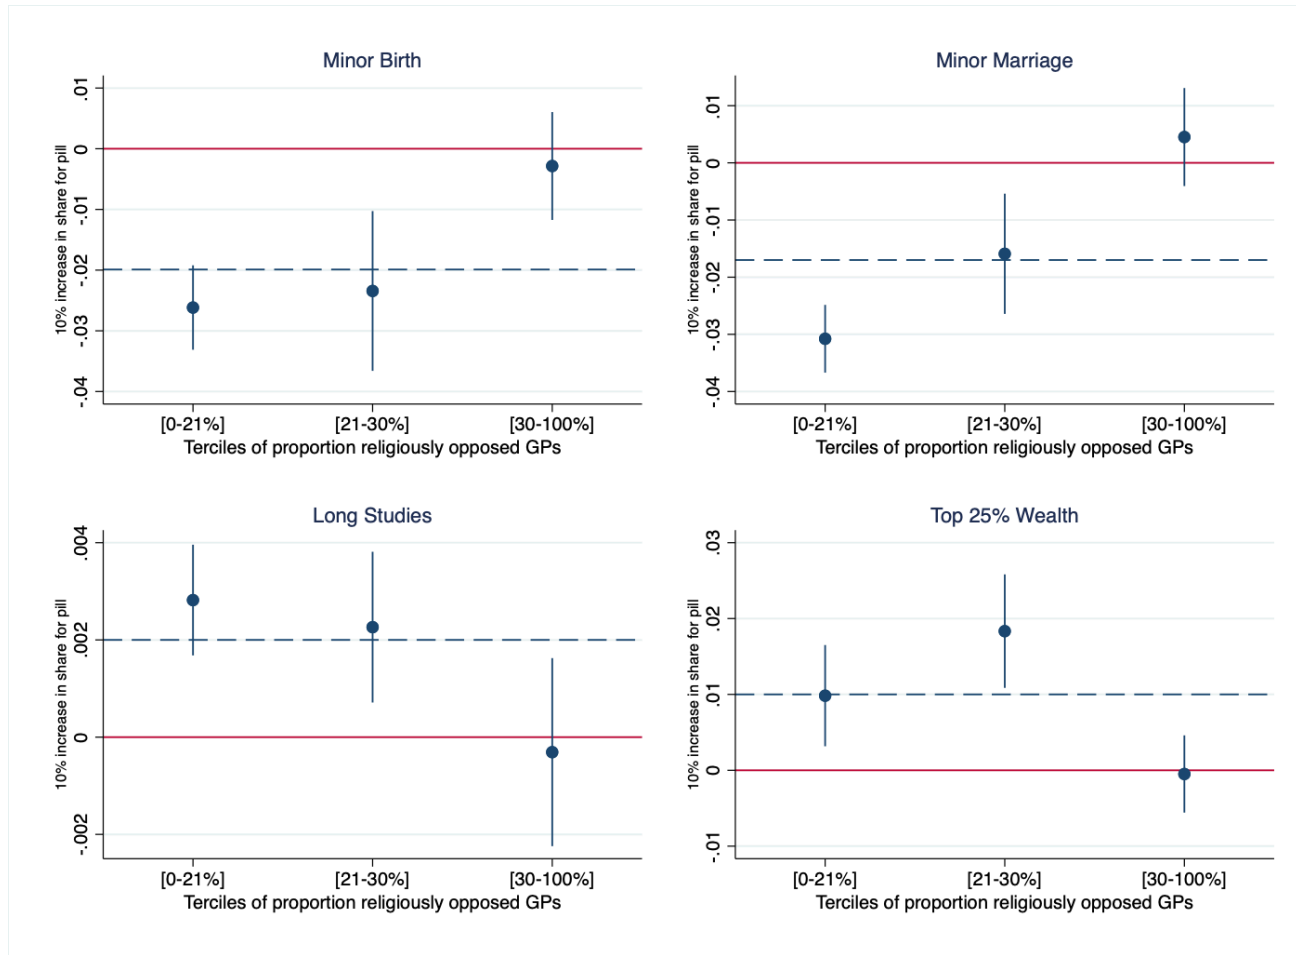 Minor Birth
10% increase in share for pill
.01
0
-.01
-.02
-.03
-.04
[0-21%] [21-30%] [30-100%]
Terciles of proportion religiously opposed GPs
Minor Marriage
10% increase in share for pill
.01
0
-.01
-.02
-.03
-.04
[0-21%] [21-30%] [30-100%]
Terciles of proportion religiously opposed GPs
Long Studies
10% increase in share for pill
.004
.002
0
-.002
[0-21%] [21-30%] [30-100%]
Terciles of proportion religiously opposed GPs
Top 25% Wealth
10% increase in share for pill
.03
.02
.01
0
-.01
[0-21%] [21-30%] [30-100%]
Terciles of proportion religiously opposed GPs